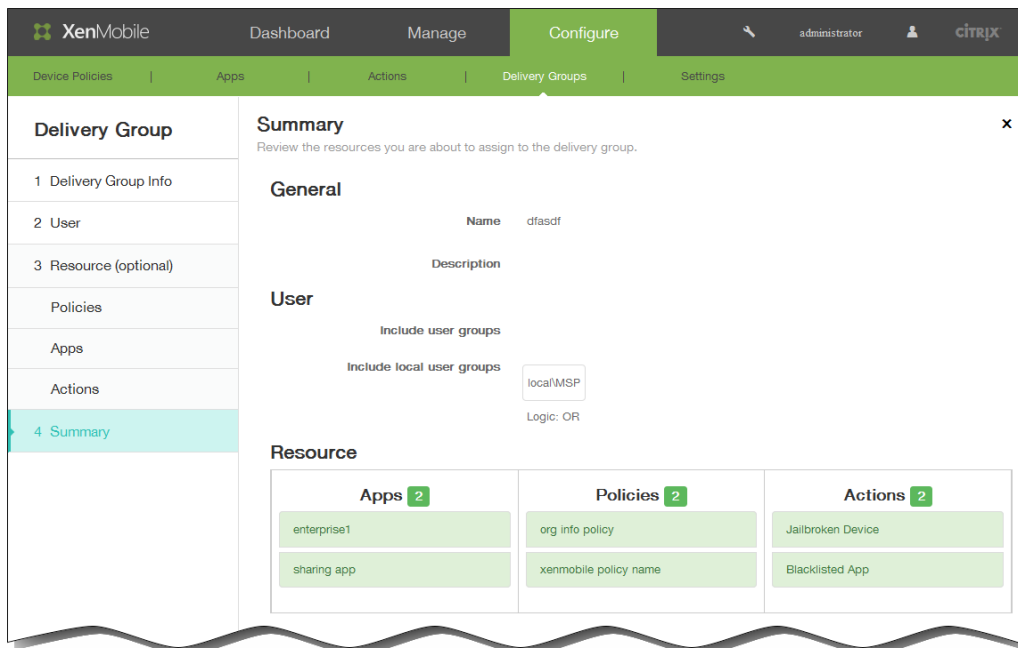 XenMobile Dashboard Manage Configure administrator CİTRIX
Device Policies | Apps | Actions | Delivery Groups | Settings
Delivery Group
1 Delivery Group Info
2 User
3 Resource (optional)
Policies
Apps
Actions
4 Summary
Summary
x
Review the resources you are about to assign to the delivery group.
General
Name dfasdf
Description
User
Include user groups
Include local user groups
local\MSP
Logic: OR
Resource
Apps 2
enterprise1
sharing app
Policies 2
org info policy
xenmobile policy name
Actions 2
Jailbroken Device
Blacklisted App